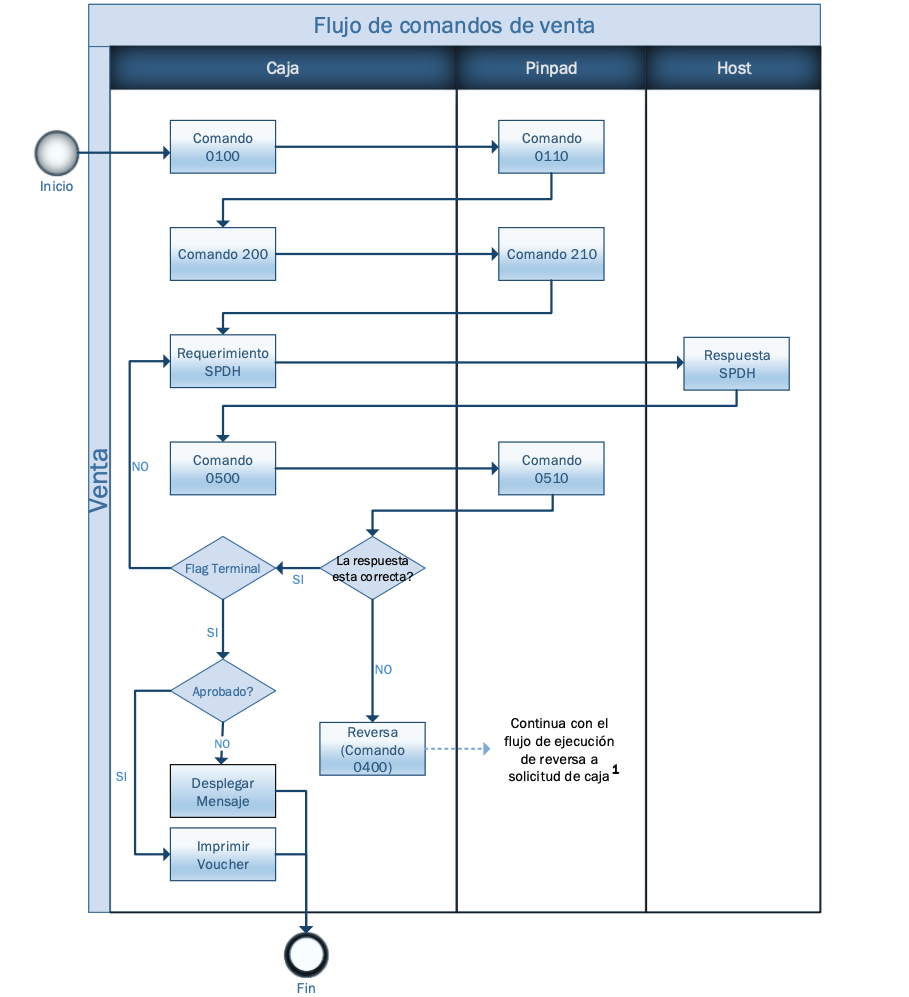 Flujo de comandos de venta
Caja
Pinpad
Host
Venta
Inicio
Comando
0100
Comando
0110
Comando 200
Comando 210
Requerimiento
SPDH
Respuesta
SPDH
Comando
0500
Comando
0510
NO
Flag Terminal
SI
La respuesta
esta correcta?
SI
NO
Aprobado?
NO
SI
Reversa
(Comando
0400)
Continua con el
flujo de ejecución
de reversa a
solicitud de caja 1
Desplegar
Mensaje
Imprimir
Voucher
Fin